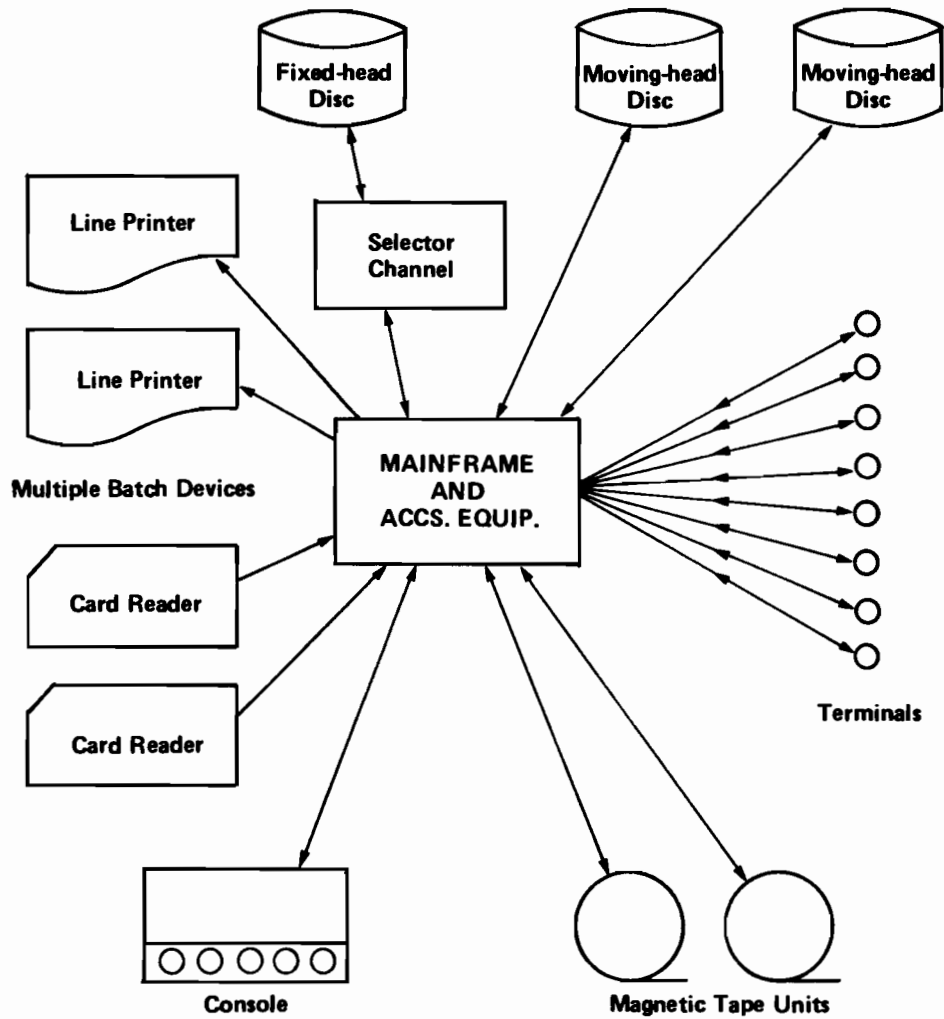 Fixed-head
Disc
Moving-head
Disc
Moving-head
Disc
Line Printer
Selector
Channel
Line Printer
Multiple Batch Devices
MAINFRAME
AND
ACCS. EQUIP.
Card Reader
Card Reader
Terminals
Console
Magnetic Tape Units